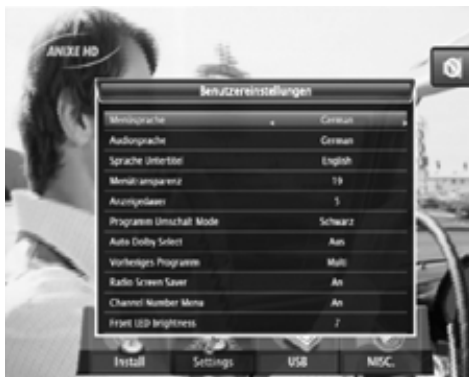 ANIXE HD
Benutzereinstellungen
Menüsprache German
Audiosprache German
Sprache Untertitel English
Menütransparenz 19
Anzeigedauer 5
Programm Umschalt Mode Schwarz
Auto Dolby Select Aus
Vorheriges Programm Multi
Radio Screen Saver An
Channel Number Menu An
Front LED brightness 7
Install Settings USB MISC.